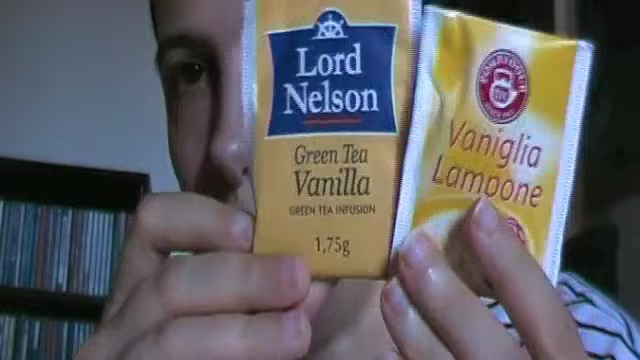 Lord
Nelson
Green Tea
Vanilla
GREEN TEA INFUSION
1,75g
Vaniglia
Lampone